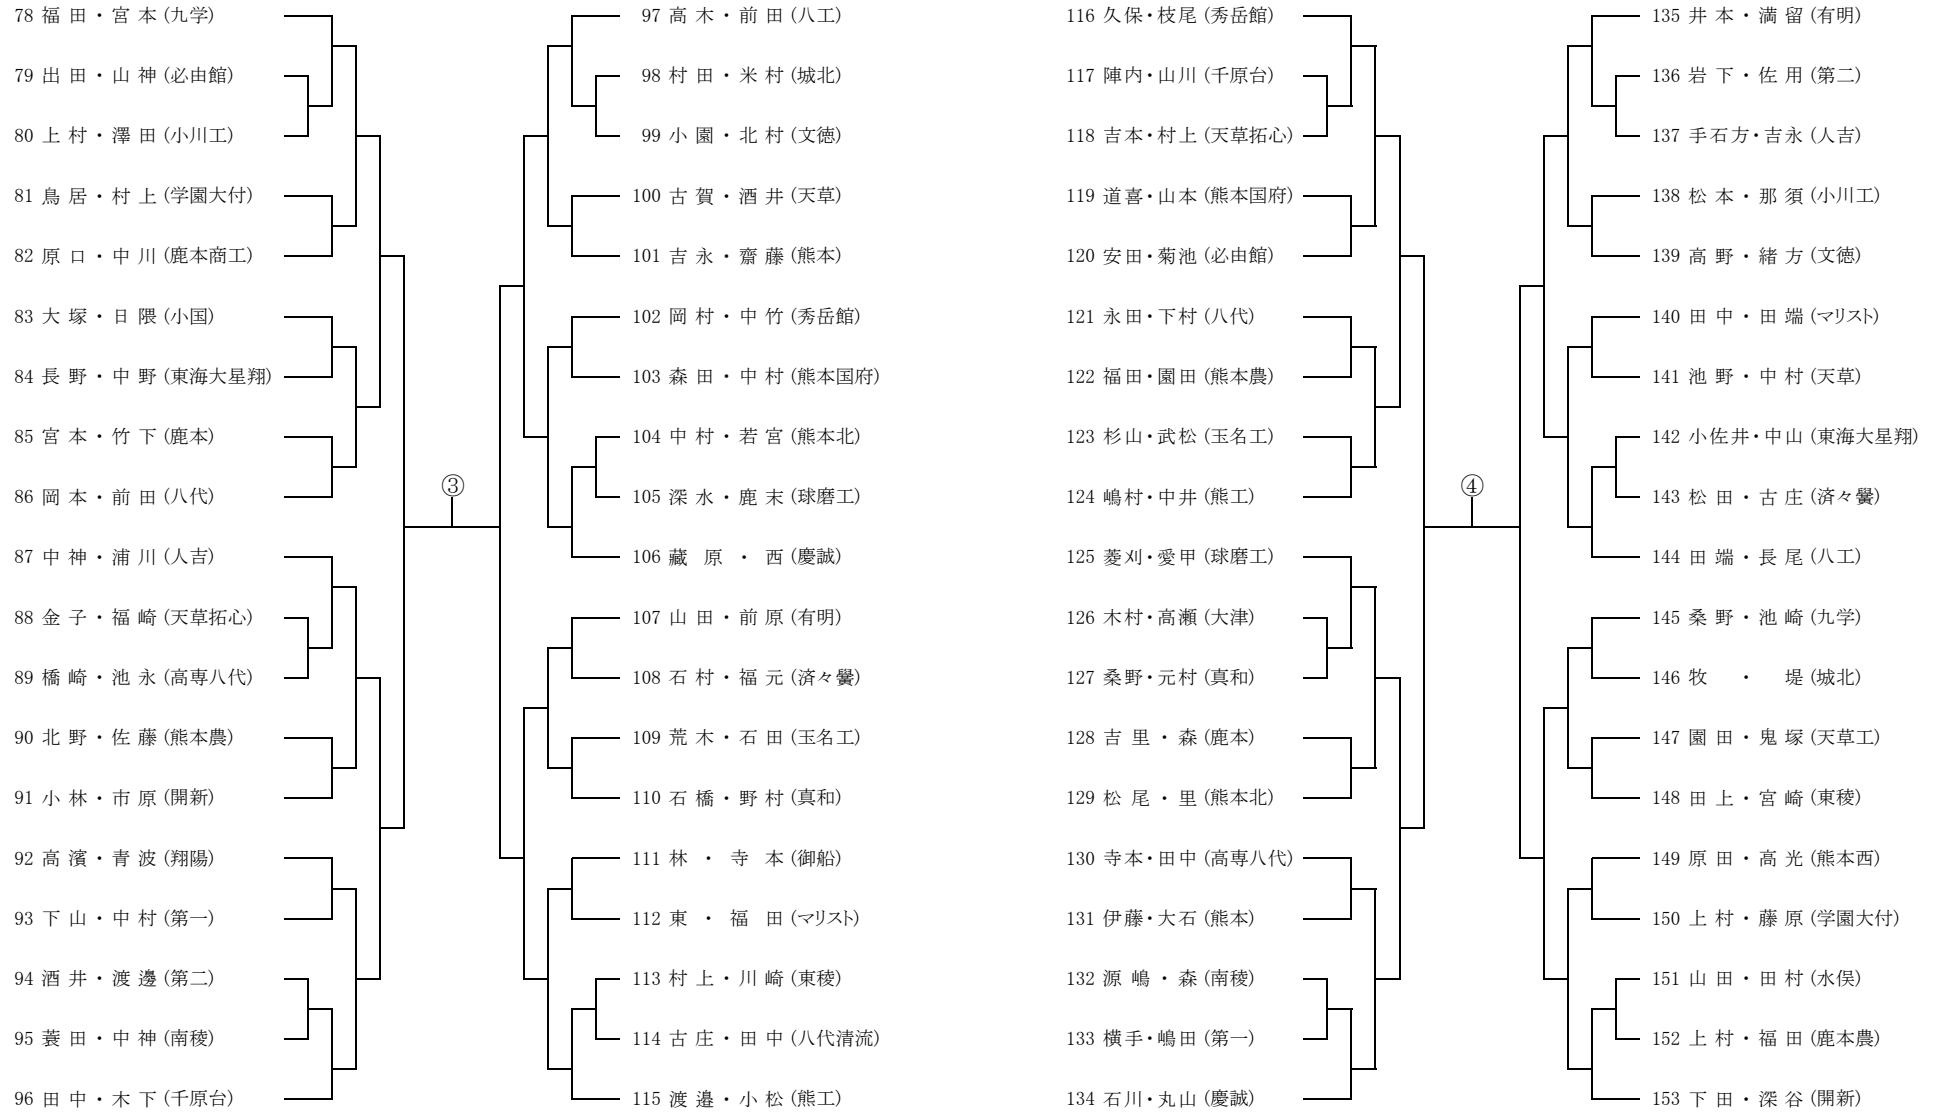 78 福田・宮本 (九学)
79 出田・山神 (必由館)
80 上村・澤田 (小川工)
81 鳥居・村上 (学園大付)
82 原口・中川 (鹿本商工)
83 大塚・日隈 (小国)
84 長野・中野 (東海大星翔)
85 宮本・竹下 (鹿本)
86 岡本・前田 (八代)
87 中神・浦川 (人吉)
88 金子・福崎 (天草拓心)
89 橋崎・池永 (高専八代)
90 北野・佐藤 (熊本農)
91 小林・市原 (開新)
92 高濱・青波 (翔陽)
93 下山・中村 (第一)
94 酒井・渡邊 (第二)
95 蓑田・中神 (南稜)
96 田中・木下 (千原台)
③
97 高木・前田 (八工)
98 村田・米村 (城北)
99 小園・北村 (文徳)
100 古賀・酒井 (天草)
101 吉永・齋藤 (熊本)
102 岡村・中竹 (秀岳館)
103 森田・中村 (熊本国府)
104 中村・若宮 (熊本北)
105 深水・鹿末 (球磨工)
106 藏原・西 (慶誠)
107 山田・前原 (有明)
108 石村・福元 (済々黌)
109 荒木・石田 (玉名工)
110 石橋・野村 (真和)
111 林・寺本 (御船)
112 東・福田 (マリスト)
113 村上・川崎 (東稜)
114 古庄・田中 (八代清流)
115 渡邉・小松 (熊工)
116 久保・枝尾 (秀岳館)
117 陣内・山川 (千原台)
118 吉本・村上 (天草拓心)
119 道喜・山本 (熊本国府)
120 安田・菊池 (必由館)
121 永田・下村 (八代)
122 福田・園田 (熊本農)
123 杉山・武松 (玉名工)
124 嶋村・中井 (熊工)
125 菱刈・愛甲 (球磨工)
126 木村・高瀬 (大津)
127 桑野・元村 (真和)
128 吉里・森 (鹿本)
129 松尾・里 (熊本北)
130 寺本・田中 (高専八代)
131 伊藤・大石 (熊本)
132 源嶋・森 (南稜)
133 横手・嶋田 (第一)
134 石川・丸山 (慶誠)
④
135 井本・満留 (有明)
136 岩下・佐用 (第二)
137 手石方・吉永 (人吉)
138 松本・那須 (小川工)
139 高野・緒方 (文徳)
140 田中・田端 (マリスト)
141 池野・中村 (天草)
142 小佐井・中山 (東海大星翔)
143 松田・古庄 (済々黌)
144 田端・長尾 (八工)
145 桑野・池崎 (九学)
146 牧・堤 (城北)
147 園田・鬼塚 (天草工)
148 田上・宮崎 (東稜)
149 原田・高光 (熊本西)
150 上村・藤原 (学園大付)
151 山田・田村 (水俣)
152 上村・福田 (鹿本農)
153 下田・深谷 (開新)